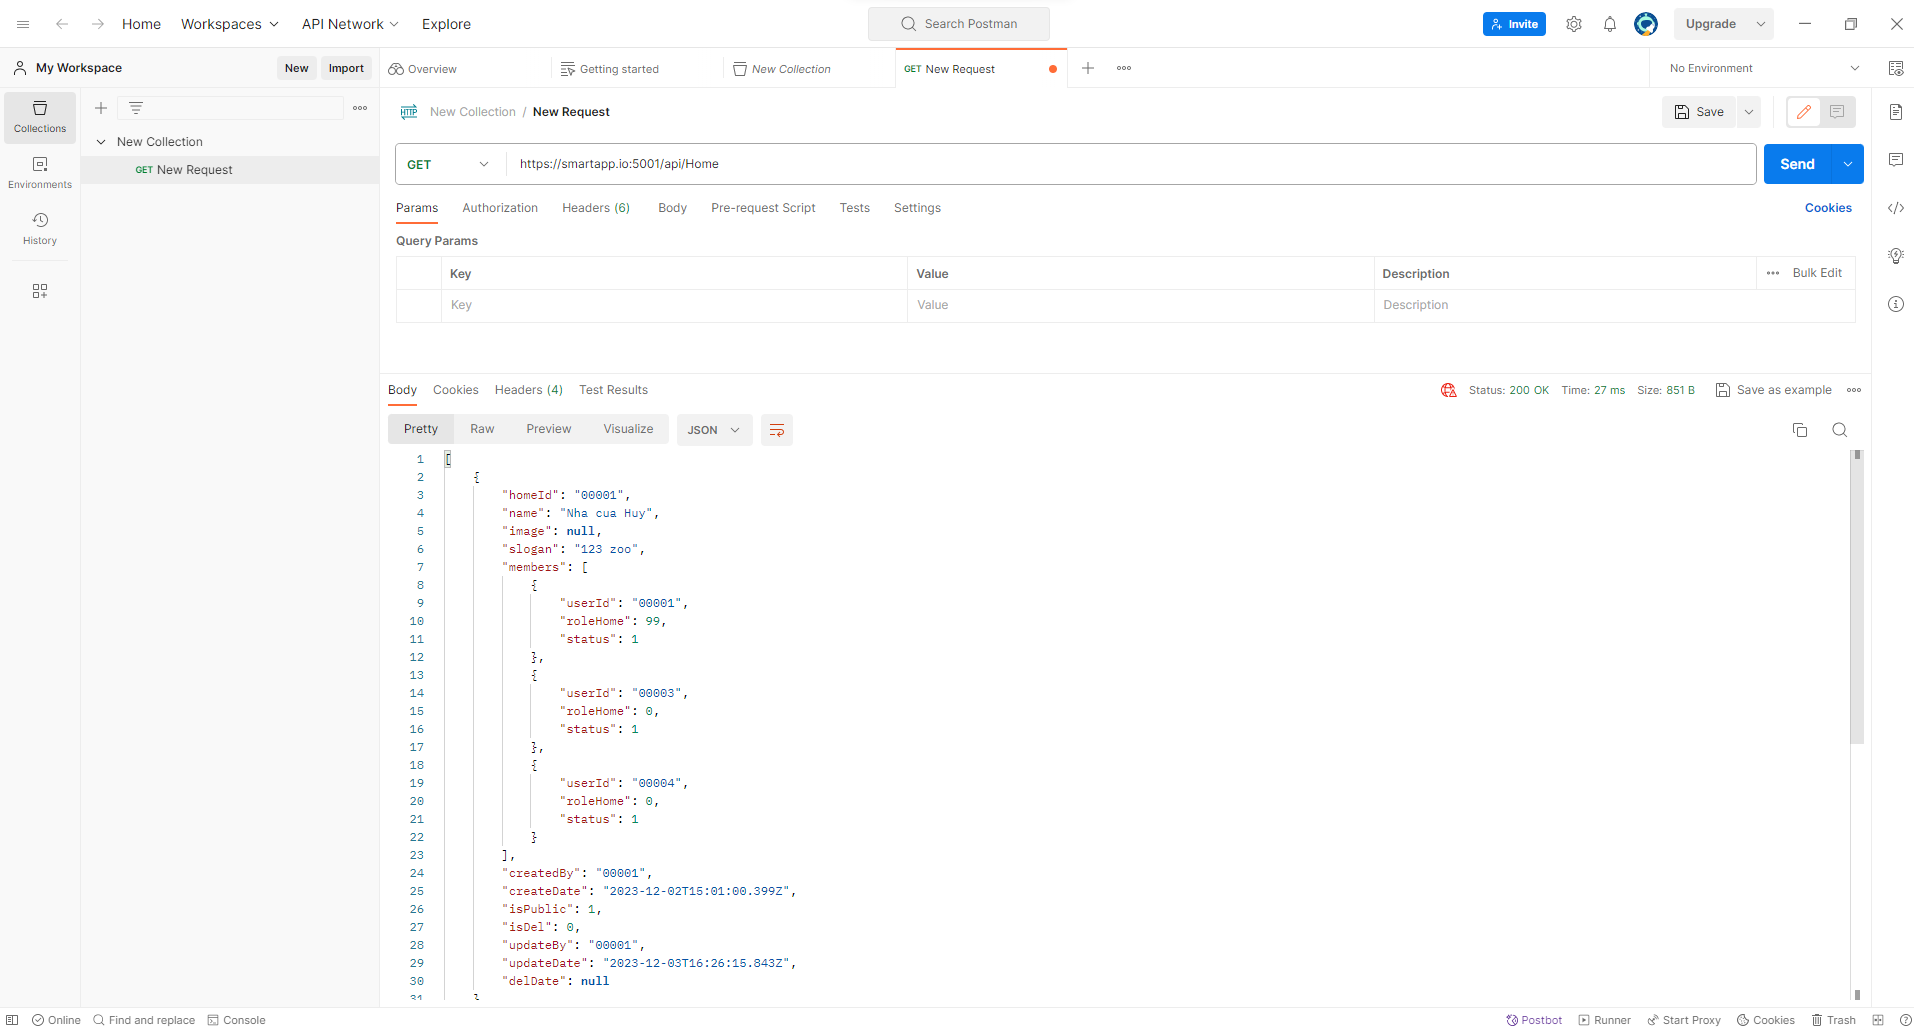 Home Workspaces API Network Explore Search Postman Invite Upgrade
My Workspace New Import Overview Getting started New Collection GET New Request No Environment
Collections
Environments
History
New Collection
GET New Request
HTTP New Collection / New Request Save
GET https://smartapp.io:5001/api/Home Send
Params Authorization Headers (6) Body Pre-request Script Tests Settings Cookies
Query Params
Key Value Description Bulk Edit
Key Value Description
Body Cookies Headers (4) Test Results Status: 200 OK Time: 27 ms Size: 851 B Save as example
Pretty Raw Preview Visualize JSON
1 [
2 {
3 "homeId": "00001",
4 "name": "Nha cua Huy",
5 "image": null,
6 "slogan": "123 zoo",
7 "members": [
8 {
9 "userId": "00001",
10 "roleHome": 99,
11 "status": 1
12 },
13 {
14 "userId": "00003",
15 "roleHome": 0,
16 "status": 1
17 },
18 {
19 "userId": "00004",
20 "roleHome": 0,
21 "status": 1
22 }
23 ],
24 "createdBy": "00001",
25 "createDate": "2023-12-02T15:01:00.399Z",
26 "isPublic": 1,
27 "isDel": 0,
28 "updateBy": "00001",
29 "updateDate": "2023-12-03T16:26:15.843Z",
30 "delDate": null
31 }
Online Find and replace Console Postbot Runner Start Proxy Cookies Trash